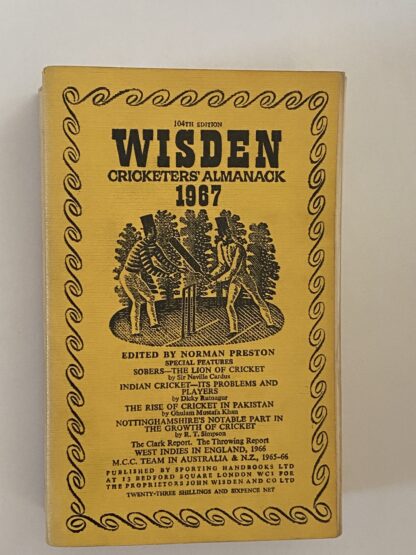 104TH EDITION
WISDEN
CRICKETERS' ALMANACK
1967
EDITED BY NORMAN PRESTON
SPECIAL FEATURES
SOBERS—THE LION OF CRICKET
by Sir Neville Cardus
INDIAN CRICKET—ITS PROBLEMS AND
PLAYERS
by Dicky Rutnagur
THE RISE OF CRICKET IN PAKISTAN
by Ghulam Mustafa Khan
NOTTINGHAMSHIRE'S NOTABLE PART IN
THE GROWTH OF CRICKET
by R. T. Simpson
The Clark Report. The Throwing Report
WEST INDIES IN ENGLAND, 1966
M.C.C. TEAM IN AUSTRALIA & N.Z., 1965–66
PUBLISHED BY SPORTING HANDBOOKS LTD
AT 13 BEDFORD SQUARE LONDON WC1 FOR
THE PROPRIETORS JOHN WISDEN AND CO LTD
TWENTY-THREE SHILLINGS AND SIXPENCE NET